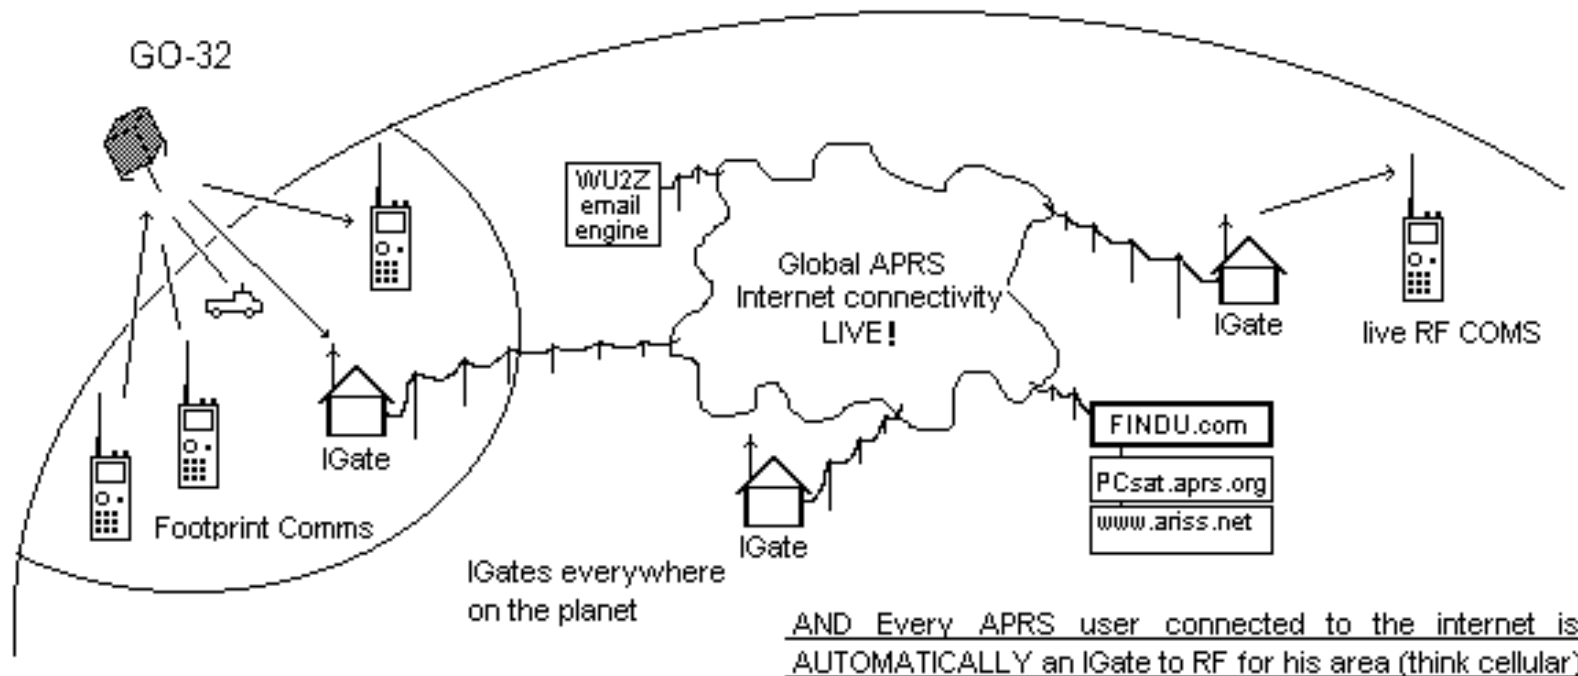 GO-32
WU2Z
email
engine
Global APRS
Internet connectivity
LIVE!
IGate
live RF COMS
IGate
Footprint Comms
IGate
FINDU.com
PCsat.aprs.org
www.ariss.net
IGates everywhere
on the planet
AND Every APRS user connected to the internet is
AUTOMATICALLY an IGate to RF for his area (think cellular)